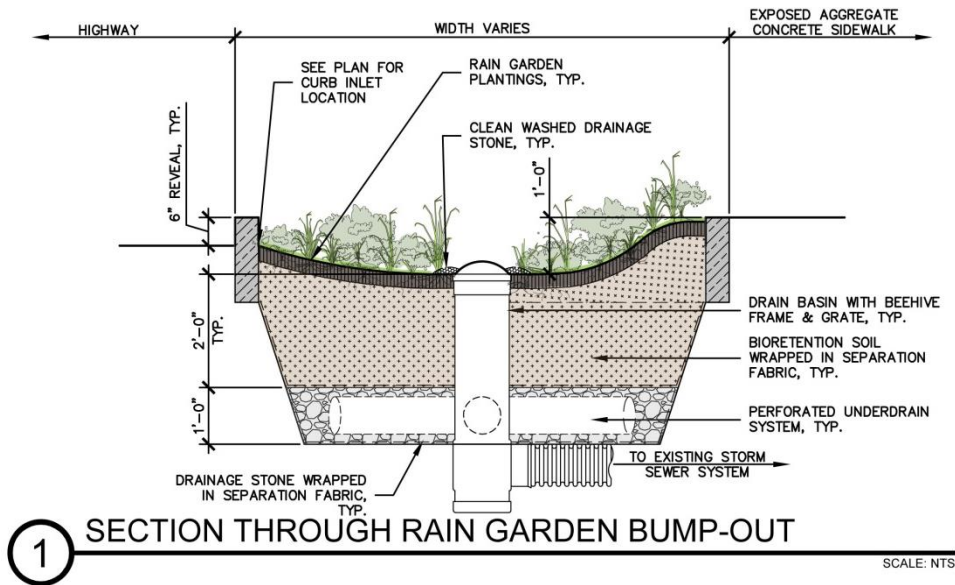 HIGHWAY
WIDTH VARIES
EXPOSED AGGREGATE
CONCRETE SIDEWALK
SEE PLAN FOR
CURB INLET
LOCATION
RAIN GARDEN
PLANTINGS, TYP.
CLEAN WASHED DRAINAGE
STONE, TYP.
6" REVEAL, TYP.
1'-0"
2'-0"
TYP.
1'-0"
DRAIN BASIN WITH BEEHIVE
FRAME & GRATE, TYP.
BIORETENTION SOIL
WRAPPED IN SEPARATION
FABRIC, TYP.
PERFORATED UNDERDRAIN
SYSTEM, TYP.
TO EXISTING STORM
SEWER SYSTEM
DRAINAGE STONE WRAPPED
IN SEPARATION FABRIC,
TYP.
1 SECTION THROUGH RAIN GARDEN BUMP-OUT
SCALE: NTS